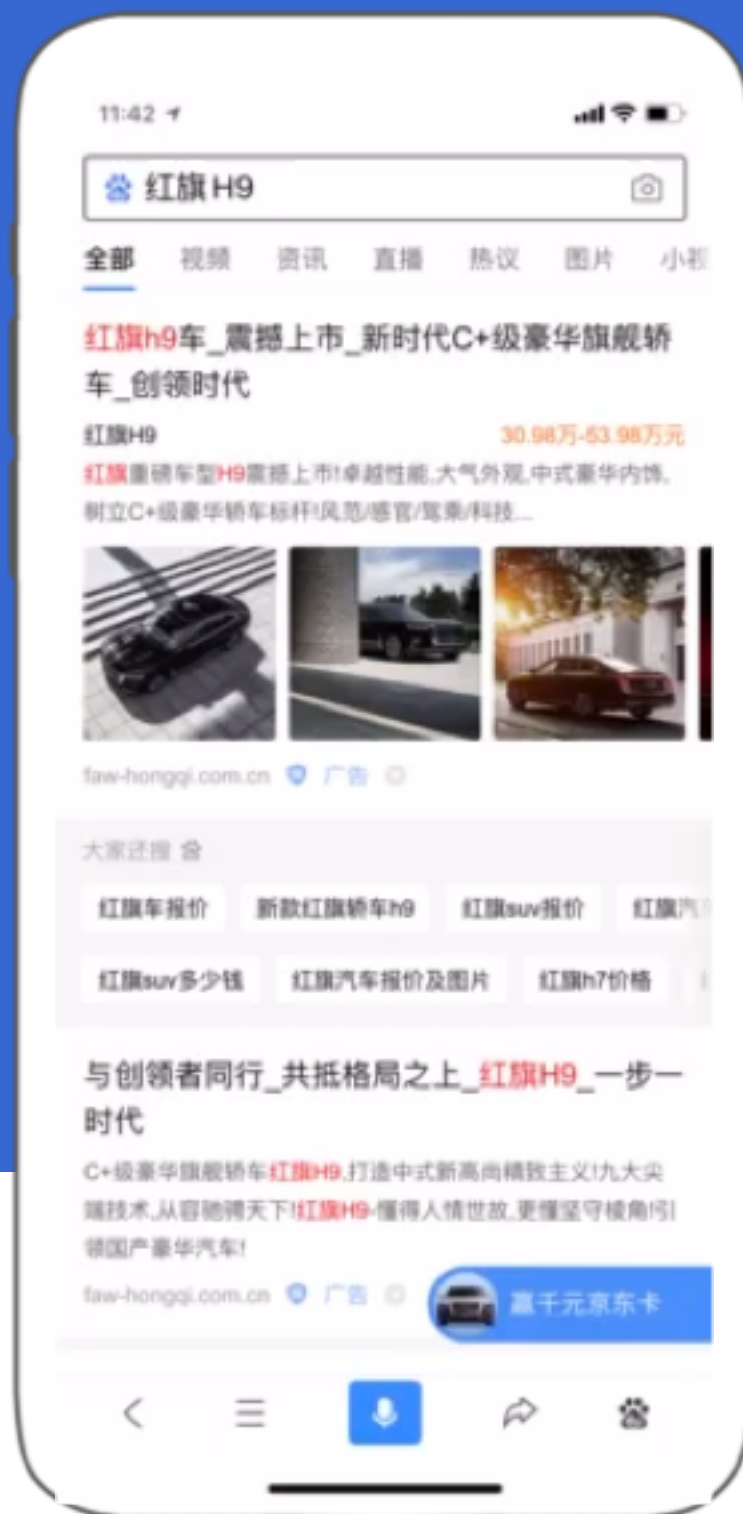 11:42
红旗 H9
全部 视频 资讯 直播 热议 图片 小视
红旗h9车_震撼上市_新时代C+级豪华旗舰轿
车_创领时代
红旗H9 30.98万-53.98万元
红旗重磅车型H9震撼上市!卓越性能,大气外观,中式豪华内饰,
树立C+级豪华轿车标杆!风范/感官/驾乘/科技...
faw-hongqi.com.cn 广告
大家还搜
红旗车报价 新款红旗轿车h9 红旗suv报价 红旗汽
红旗suv多少钱 红旗汽车报价及图片 红旗h7价格
与创领者同行_共抵格局之上_红旗H9_一步一
时代
C+级豪华旗舰轿车红旗H9,打造中式新高尚精致主义!九大尖
端技术,从容驰骋天下!红旗H9-懂得人情世故,更懂坚守棱角!引
领国产豪华汽车!
faw-hongqi.com.cn 广告
赢千元京东卡